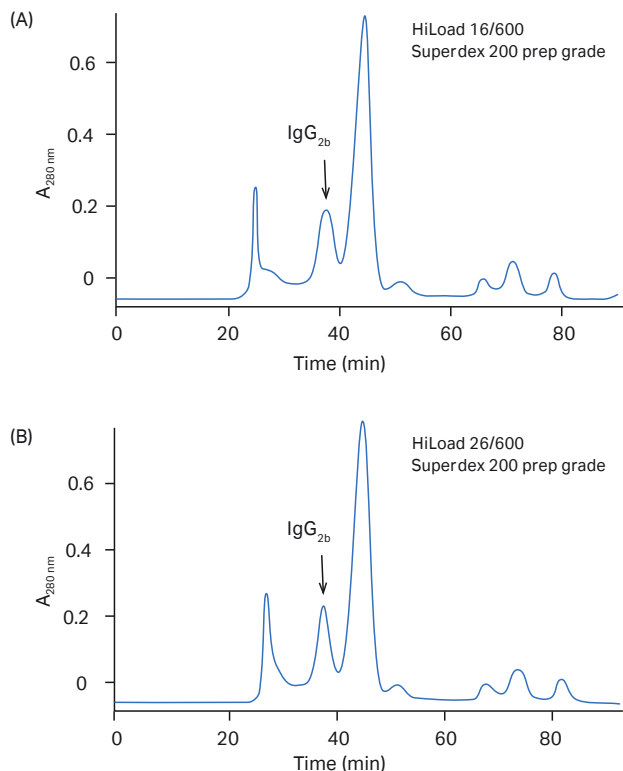 (A)
HiLoad 16/600
Superdex 200 prep grade
0.6
0.4
0.2
0
A280 nm
IgG2b
0 20 40 60 80
Time (min)
(B)
HiLoad 26/600
Superdex 200 prep grade
0.6
0.4
0.2
0
A280 nm
IgG2b
0 20 40 60 80
Time (min)